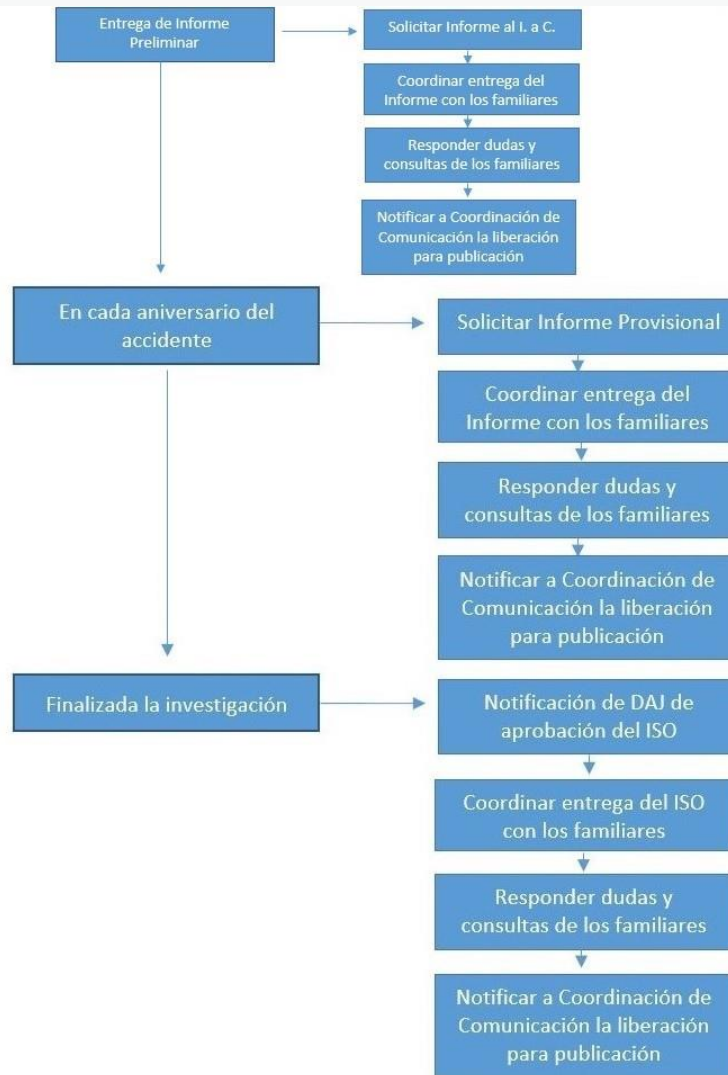 Entrega de Informe
Preliminar
Solicitar Informe al I. a C.
Coordinar entrega del
Informe con los familiares
Responder dudas y
consultas de los familiares
Notificar a Coordinación de
Comunicación la liberación
para publicación
En cada aniversario del
accidente
Solicitar Informe Provisional
Coordinar entrega del
Informe con los familiares
Responder dudas y
consultas de los familiares
Notificar a Coordinación de
Comunicación la liberación
para publicación
Finalizada la investigación
Notificación de DAJ de
aprobación del ISO
Coordinar entrega del ISO
con los familiares
Responder dudas y
consultas de los familiares
Notificar a Coordinación de
Comunicación la liberación
para publicación